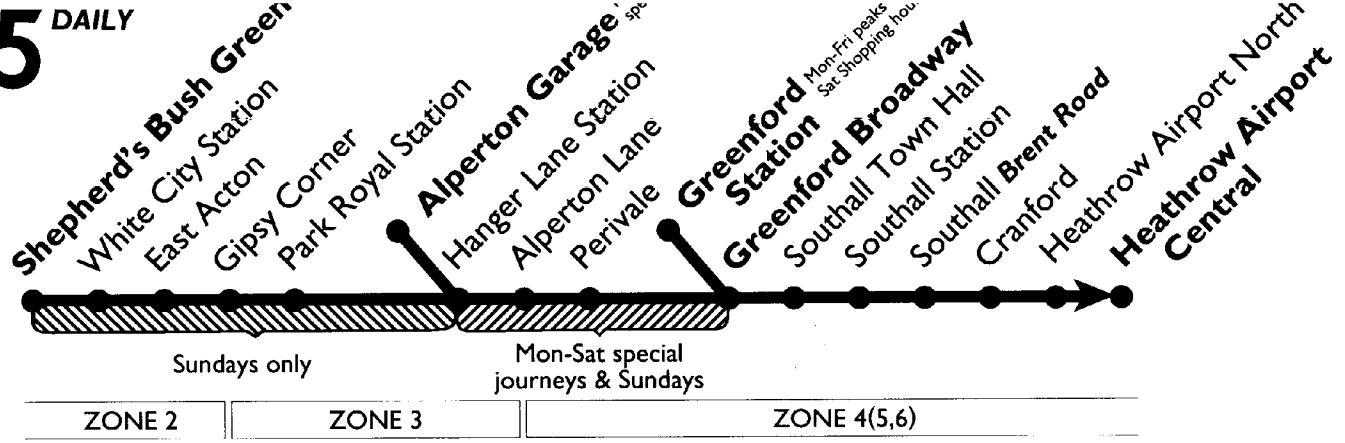 5 DAILY
Shepherd's Bush Green
White City Station
East Acton
Gipsy Corner
Park Royal Station
Alperton Garage
Hanger Lane Station
Alperton Lane
Perivale
Greenford Mon-Fri peaks
Station Sat Shopping
Greenford Broadway
Southall Town Hall
Southall Station
Southall Brent Road
Cranford
Heathrow Airport North
Heathrow Airport
Central
Sundays only
Mon-Sat special
journeys & Sundays
ZONE 2
ZONE 3
ZONE 4(5,6)